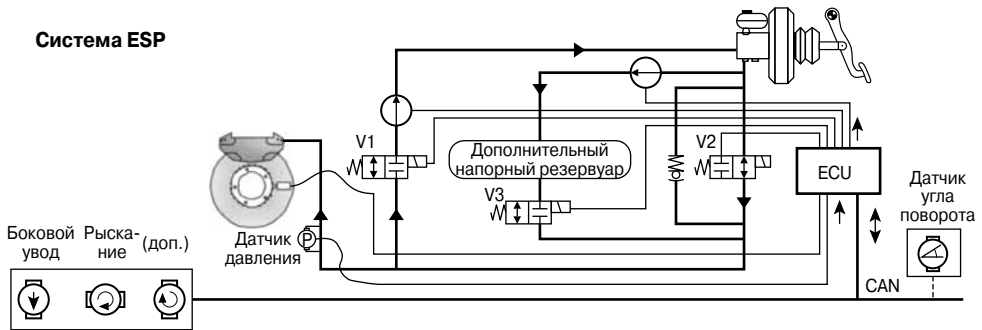 Система ESP
V1
Дополнительный
напорный резервуар
V2
V3
ECU
Датчик
угла
поворота
Датчик
давления
P
Боковой
увод
Рыска-
ние
(доп.)
CAN